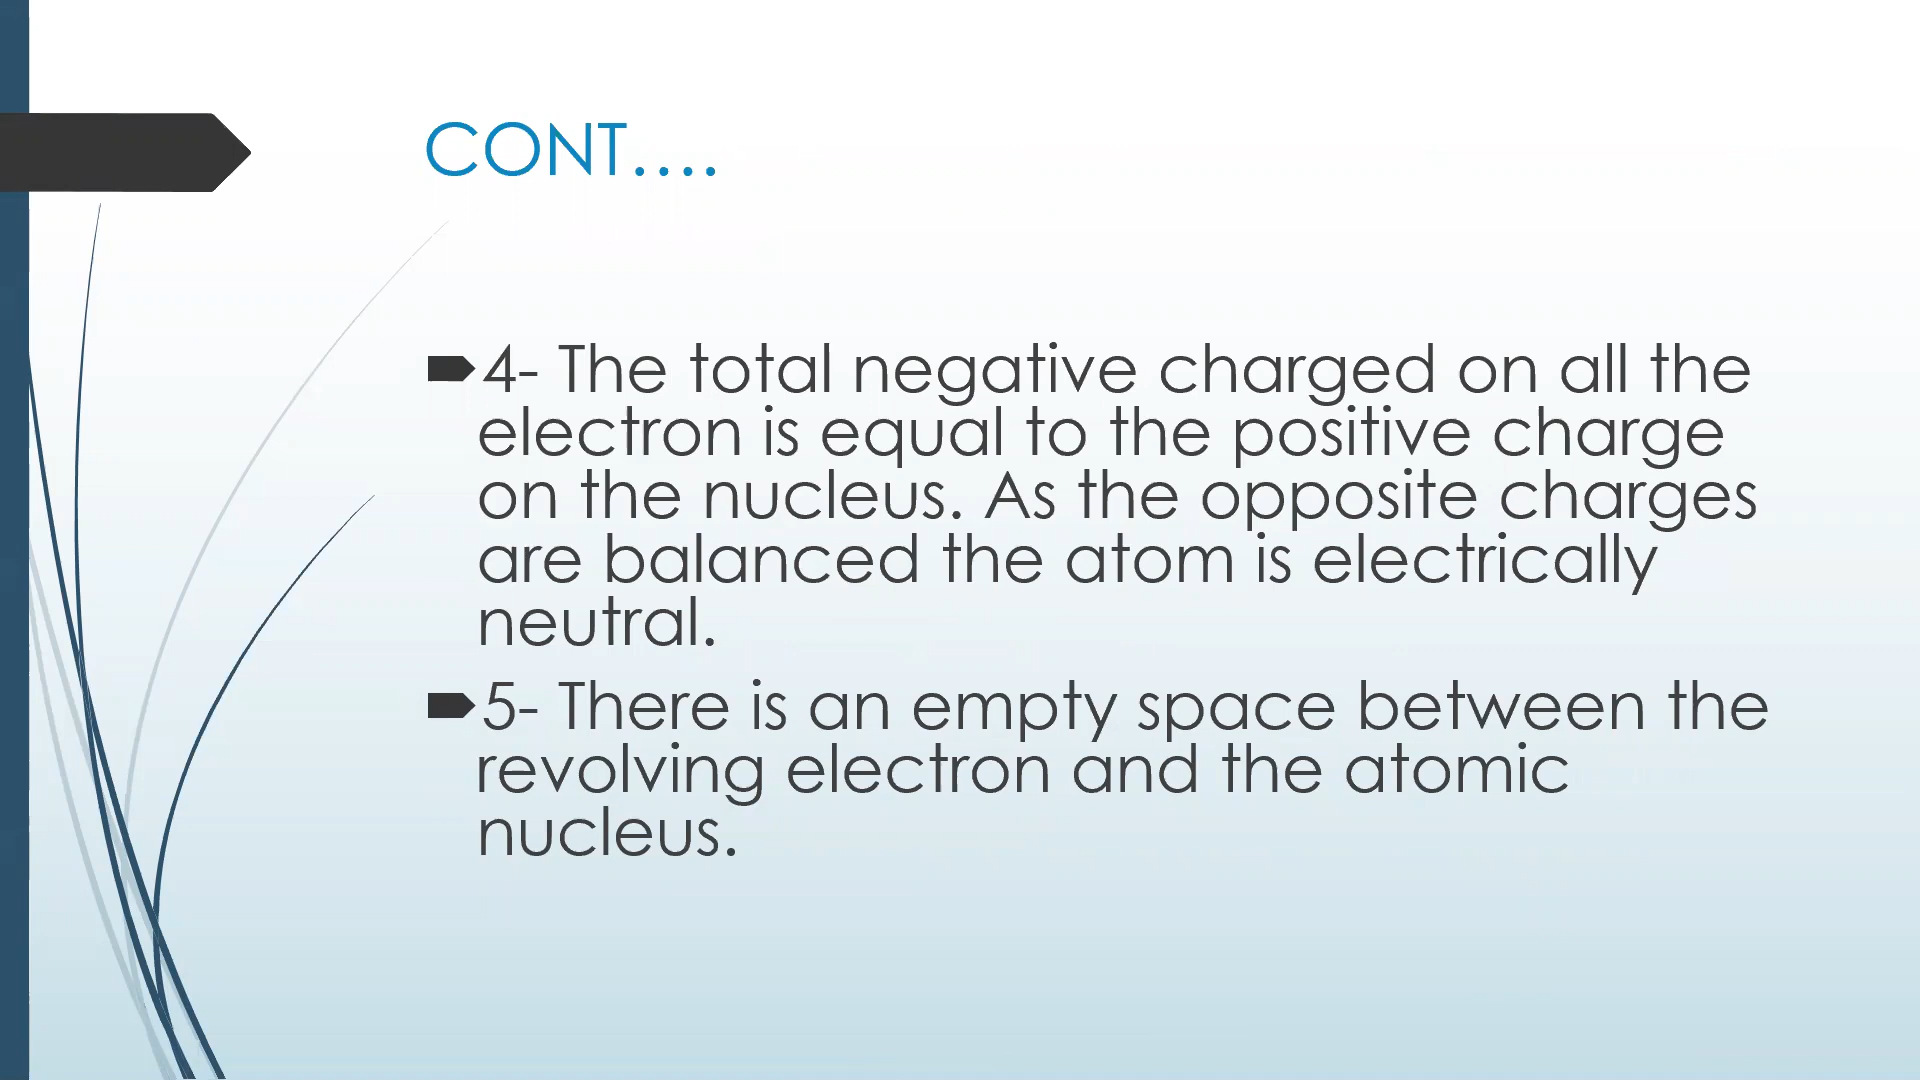 CONT....
4- The total negative charged on all the
electron is equal to the positive charge
on the nucleus. As the opposite charges
are balanced the atom is electrically
neutral.
5- There is an empty space between the
revolving electron and the atomic
nucleus.